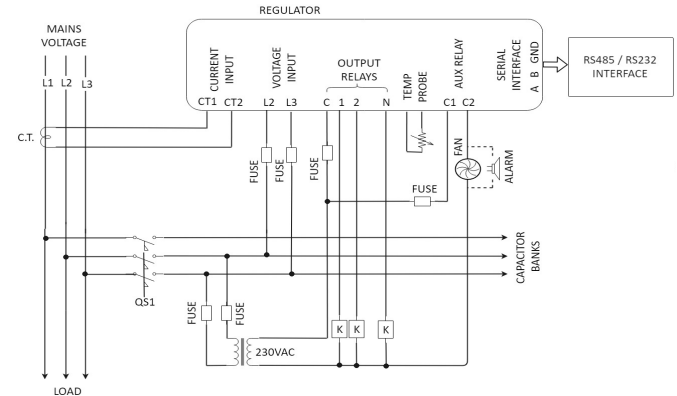 REGULATOR
MAINS
VOLTAGE
L1 L2 L3
CURRENT
INPUT
VOLTAGE
INPUT
OUTPUT
RELAYS
TEMP
PROBE
AUX RELAY
SERIAL
INTERFACE
A B GND
RS485 / RS232
INTERFACE
CT1 CT2 L2 L3 C 1 2 N C1 C2
C.T.
FUSE
FUSE
FUSE
FAN
ALARM
FUSE
CAPACITOR
BANKS
QS1
FUSE
FUSE
K K K
230VAC
LOAD